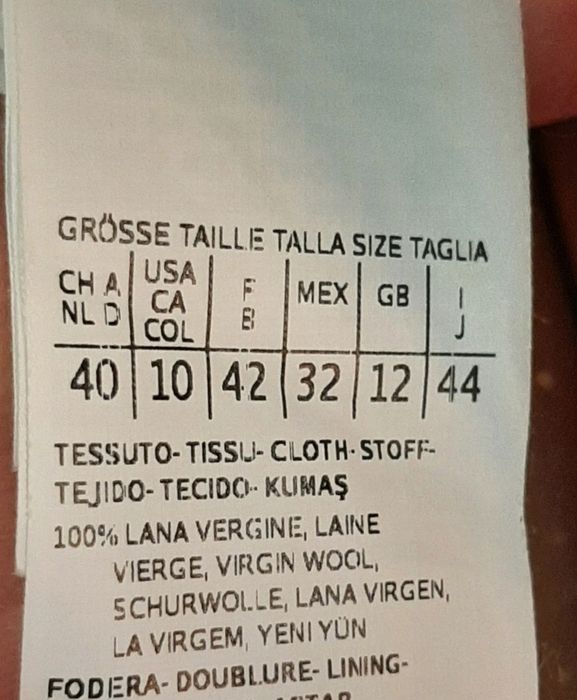 GRÖSSE TAILLE TALLA SIZE TAGLIA
CH A NL D | USA CA COL | F B | MEX | GB | I J
40 | 10 | 42 | 32 | 12 | 44
TESSUTO- TISSU- CLOTH- STOFF-
TEJIDO- TECIDO- KUMAŞ
100% LANA VERGINE, LAINE
VIERGE, VIRGIN WOOL,
SCHURWOLLE, LANA VIRGEN,
LA VIRGEM, YENI YÜN
FODERA- DOUBLURE- LINING-